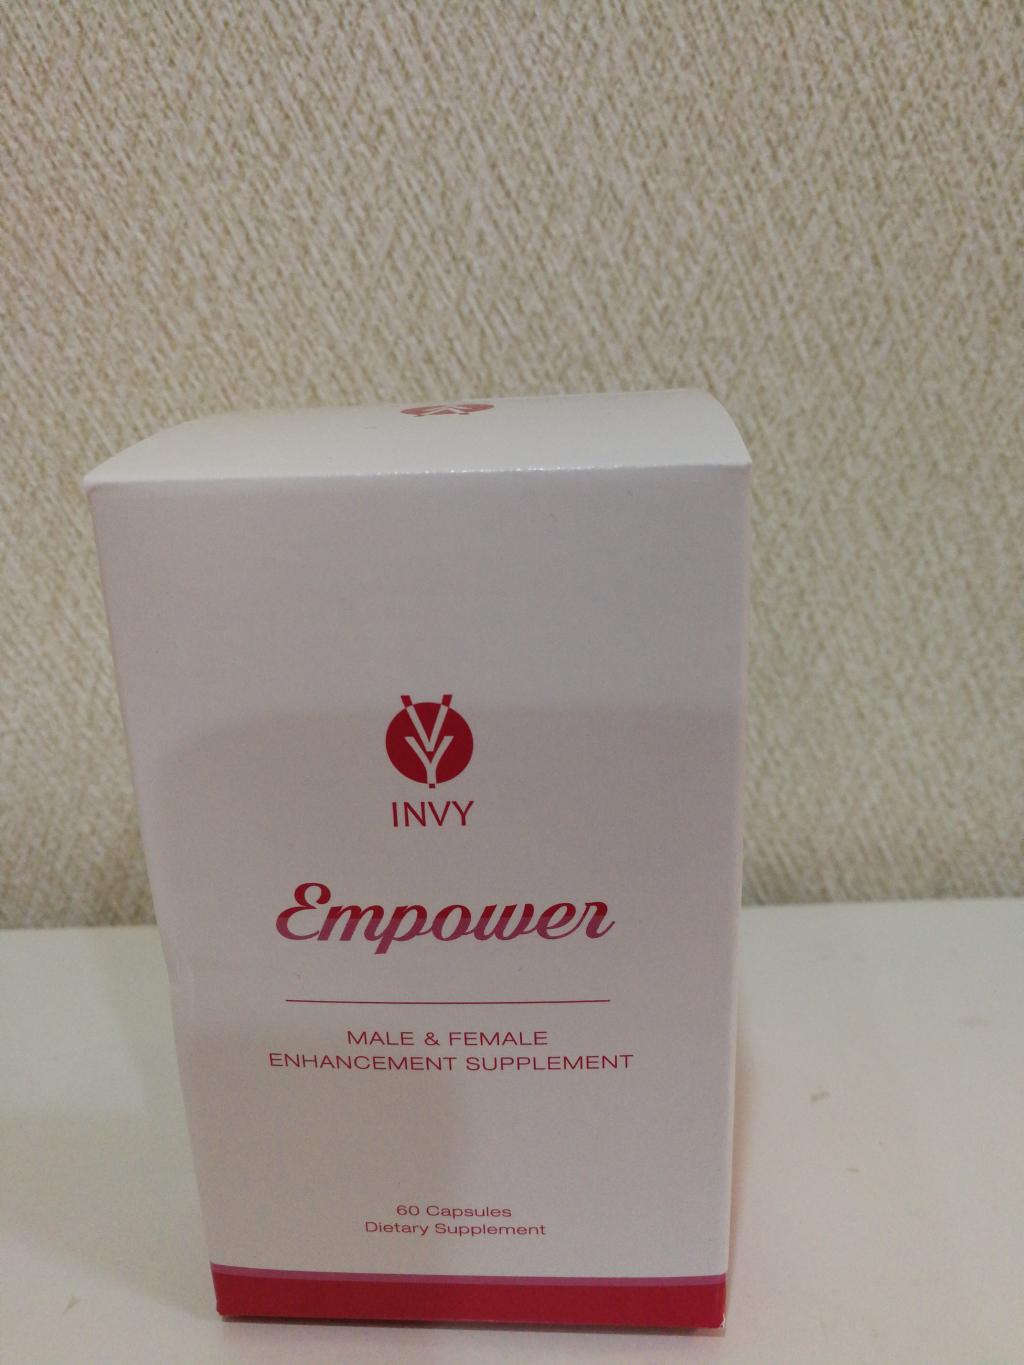 INVY
Empower
MALE & FEMALE
ENHANCEMENT SUPPLEMENT
60 Capsules
Dietary Supplement